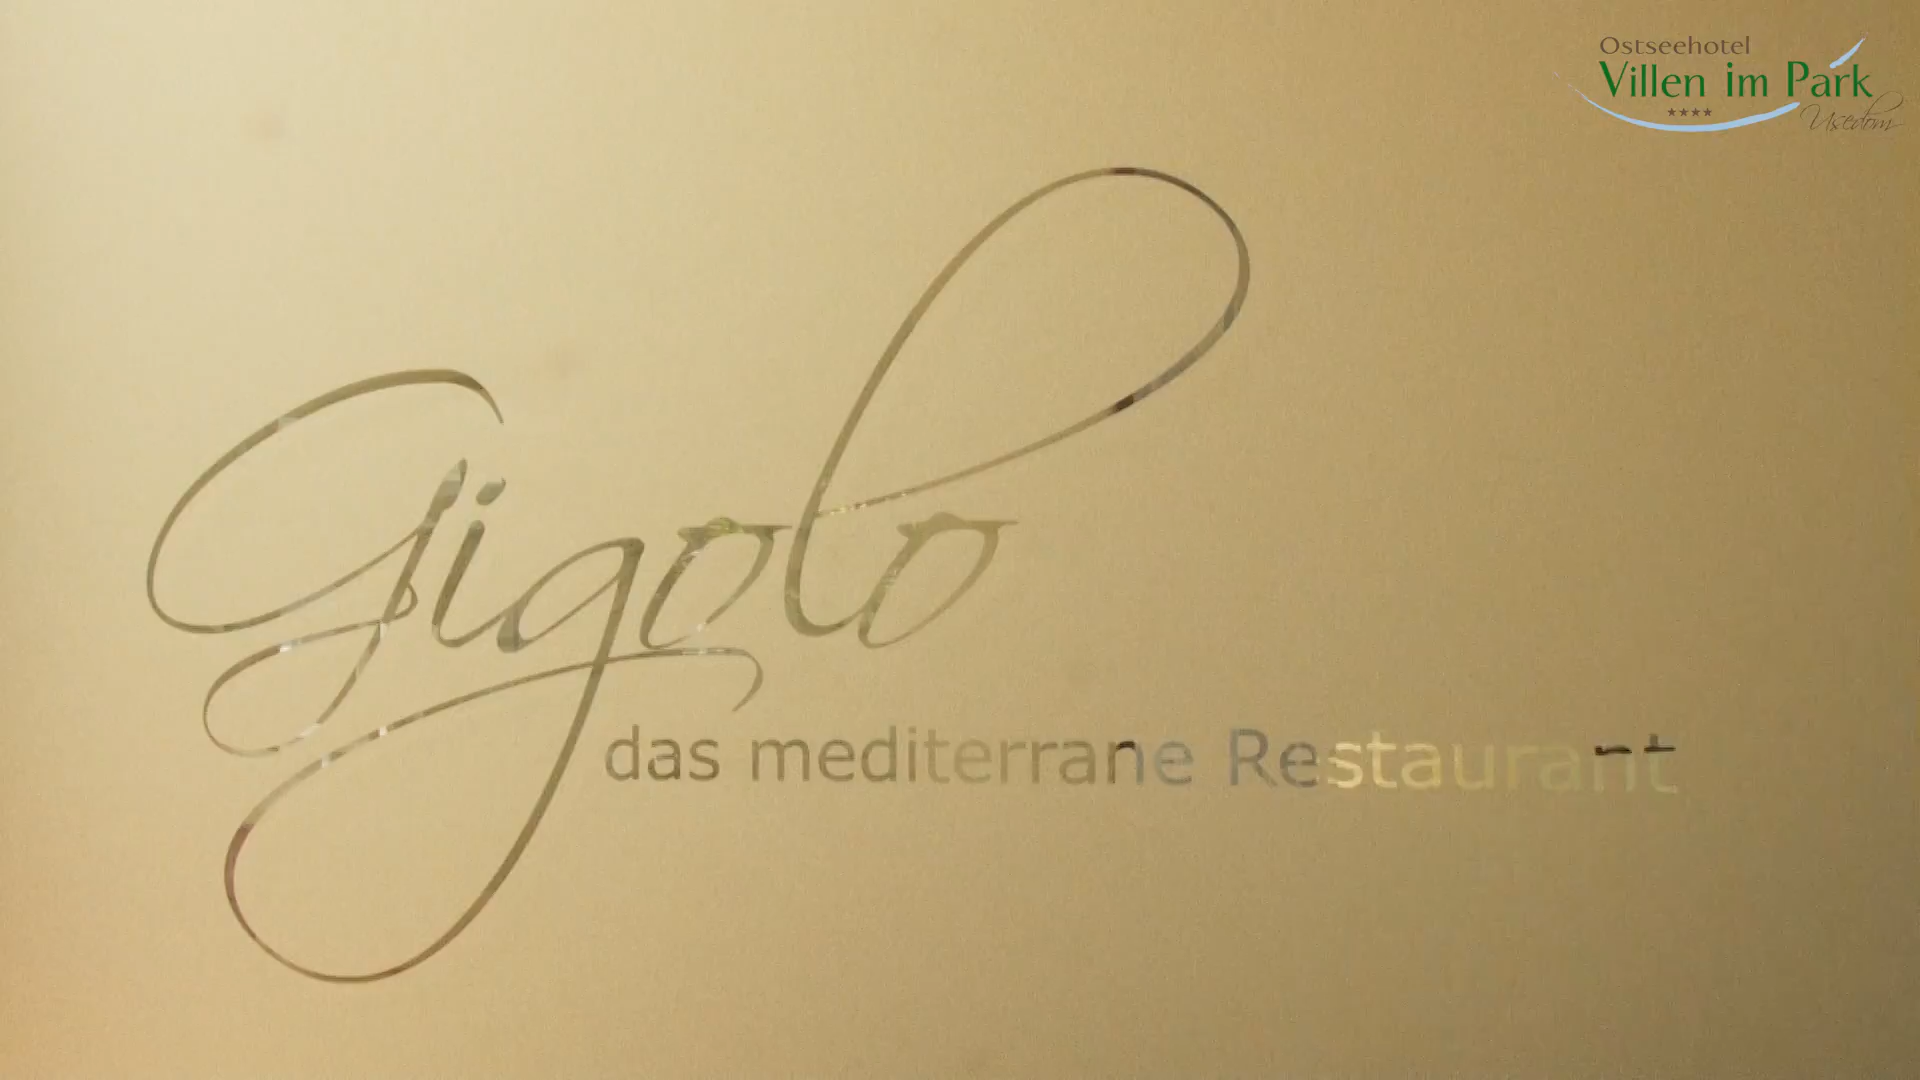 Ostseehotel
Villen im Park
Usedom
Gigolo
das mediterrane Restaurant